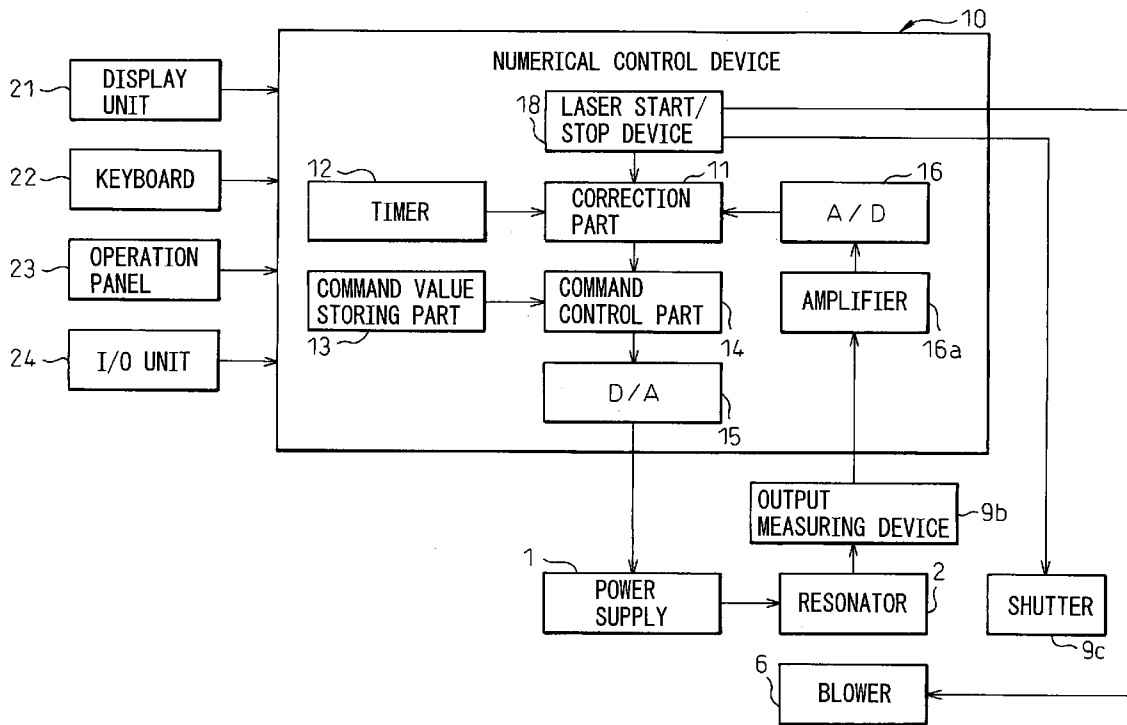 10
NUMERICAL CONTROL DEVICE
21
DISPLAY
UNIT
18
LASER START/
STOP DEVICE
22
KEYBOARD
12
TIMER
11
CORRECTION
PART
16
A/D
23
OPERATION
PANEL
COMMAND VALUE
STORING PART
13
COMMAND
CONTROL PART
14
AMPLIFIER
16a
24
I/O UNIT
D/A
15
OUTPUT
MEASURING DEVICE
9b
1
POWER
SUPPLY
RESONATOR
2
SHUTTER
9c
6
BLOWER